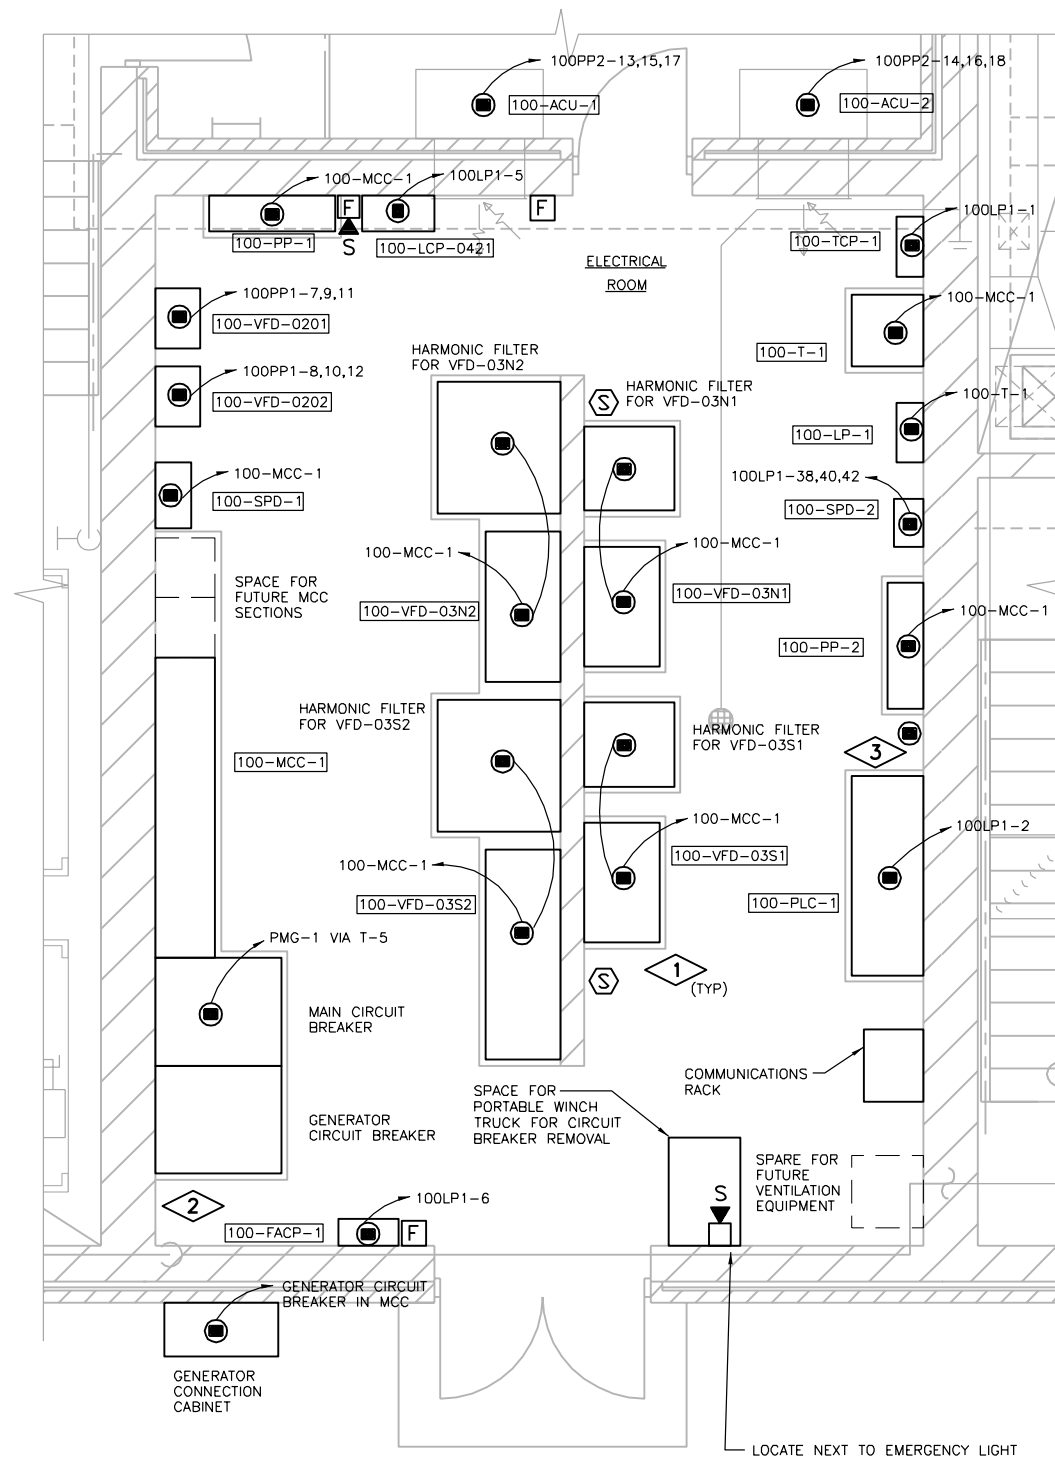 100PP2-13,15,17
100PP2-14,16,18
100-ACU-1
100-ACU-2
100-MCC-1
100LP1-5
F
F
S
100-PP-1
100-LCP-0421
100LP1-1
100-TCP-1
ELECTRICAL
ROOM
100PP1-7,9,11
100-VFD-0201
100-MCC-1
100-T-1
HARMONIC FILTER
FOR VFD-03N2
100PP1-8,10,12
100-VFD-0202
S
HARMONIC FILTER
FOR VFD-03N1
100-T-1
100-LP-1
100-MCC-1
100-SPD-1
100LP1-38,40,42
100-SPD-2
100-MCC-1
100-VFD-03N2
100-MCC-1
100-VFD-03N1
SPACE FOR
FUTURE MCC
SECTIONS
100-MCC-1
100-PP-2
HARMONIC FILTER
FOR VFD-03S2
HARMONIC FILTER
FOR VFD-03S1
3
100-MCC-1
100-MCC-1
100-VFD-03S1
100LP1-2
100-MCC-1
100-VFD-03S2
100-PLC-1
PMG-1 VIA T-5
S
1
(TYP)
MAIN CIRCUIT
BREAKER
COMMUNICATIONS
RACK
GENERATOR
CIRCUIT BREAKER
SPACE FOR
PORTABLE WINCH
TRUCK FOR CIRCUIT
BREAKER REMOVAL
SPARE FOR
FUTURE
VENTILATION
EQUIPMENT
S
2
100LP1-6
100-FACP-1
F
GENERATOR CIRCUIT
BREAKER IN MCC
GENERATOR
CONNECTION
CABINET
LOCATE NEXT TO EMERGENCY LIGHT